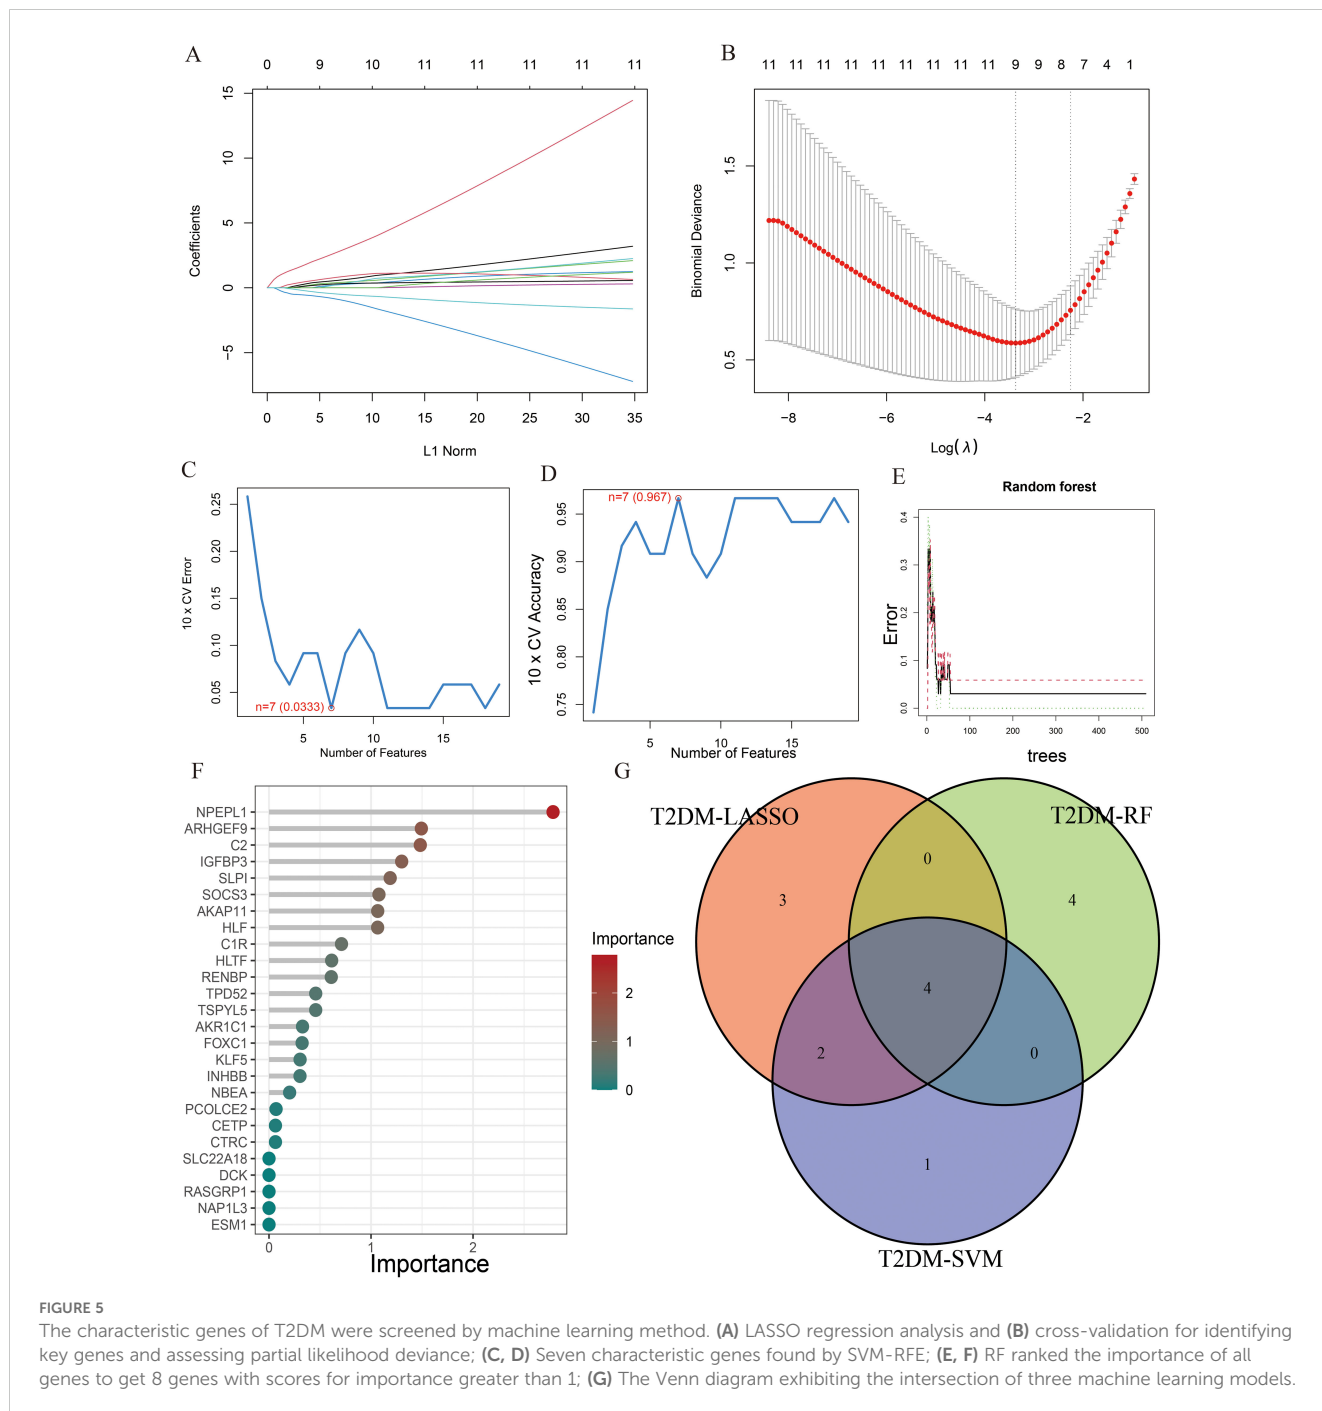 A
0 9 10 11 11 11 11 11
15
10
5
0
−5
Coefficients
0 5 10 15 20 25 30 35
L1 Norm
B
11 11 11 11 11 11 11 11 11 9 9 8 7 4 1
1.5
1.0
0.5
Binomial Deviance
−8 −6 −4 −2
Log(λ)
C
0.25
0.20
0.15
0.10
0.05
10 x CV Error
n=7 (0.0333)
5 10 15
Number of Features
D
0.95
0.90
0.85
0.80
0.75
10 x CV Accuracy
n=7 (0.967)
5 10 15
Number of Features
E
Random forest
0.4
0.3
0.2
0.1
0.0
Error
0 100 200 300 400 500
trees
F
NPEPL1
ARHGEF9
C2
IGFBP3
SLPI
SOCS3
AKAP11
HLF
C1R
HLTF
RENBP
TPD52
TSPYL5
AKR1C1
FOXC1
KLF5
INHBB
NBEA
PCOLCE2
CETP
CTRC
SLC22A18
DCK
RASGRP1
NAP1L3
ESM1
0 1 2
Importance
Importance
2
1
0
G
T2DM-LASSO
T2DM-RF
0
3
4
4
2
0
1
T2DM-SVM
FIGURE 5
The characteristic genes of T2DM were screened by machine learning method. (A) LASSO regression analysis and (B) cross-validation for identifying
key genes and assessing partial likelihood deviance; (C, D) Seven characteristic genes found by SVM-RFE; (E, F) RF ranked the importance of all
genes to get 8 genes with scores for importance greater than 1; (G) The Venn diagram exhibiting the intersection of three machine learning models.